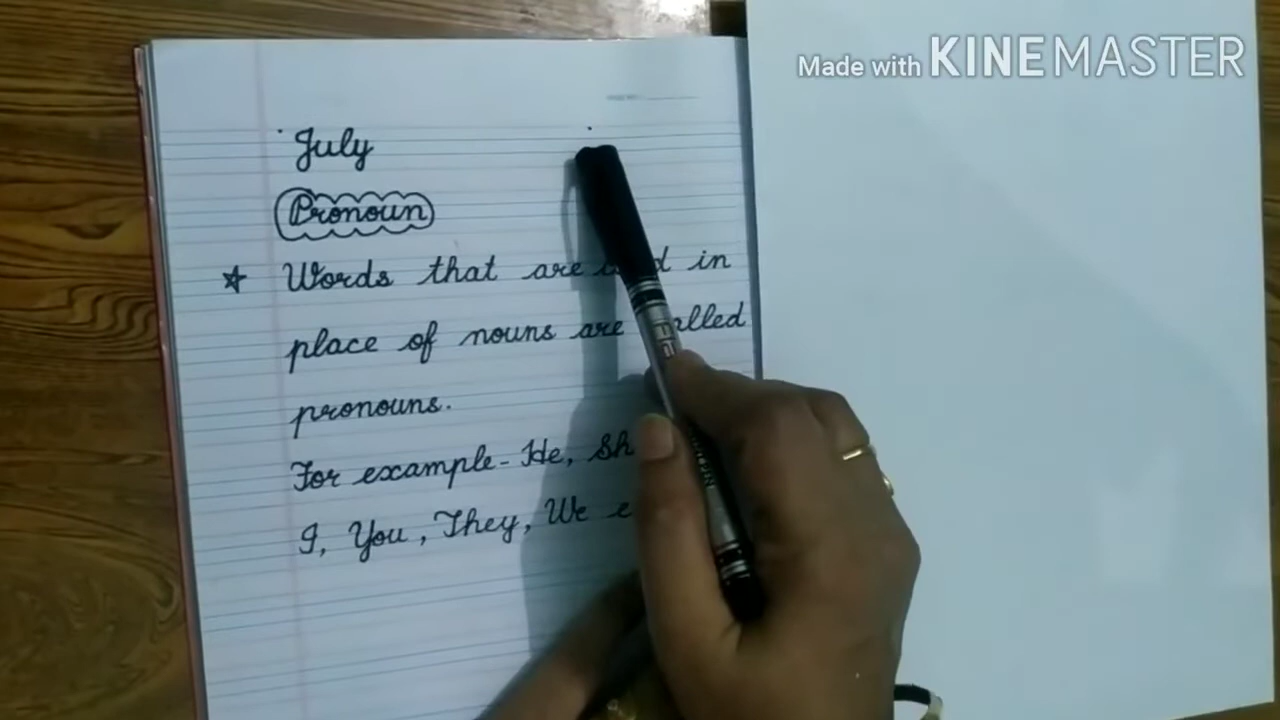 Made with KINEMASTER
July
Pronoun
Words that are in
place of nouns are called
pronouns.
For example - He,
I, You, They, We